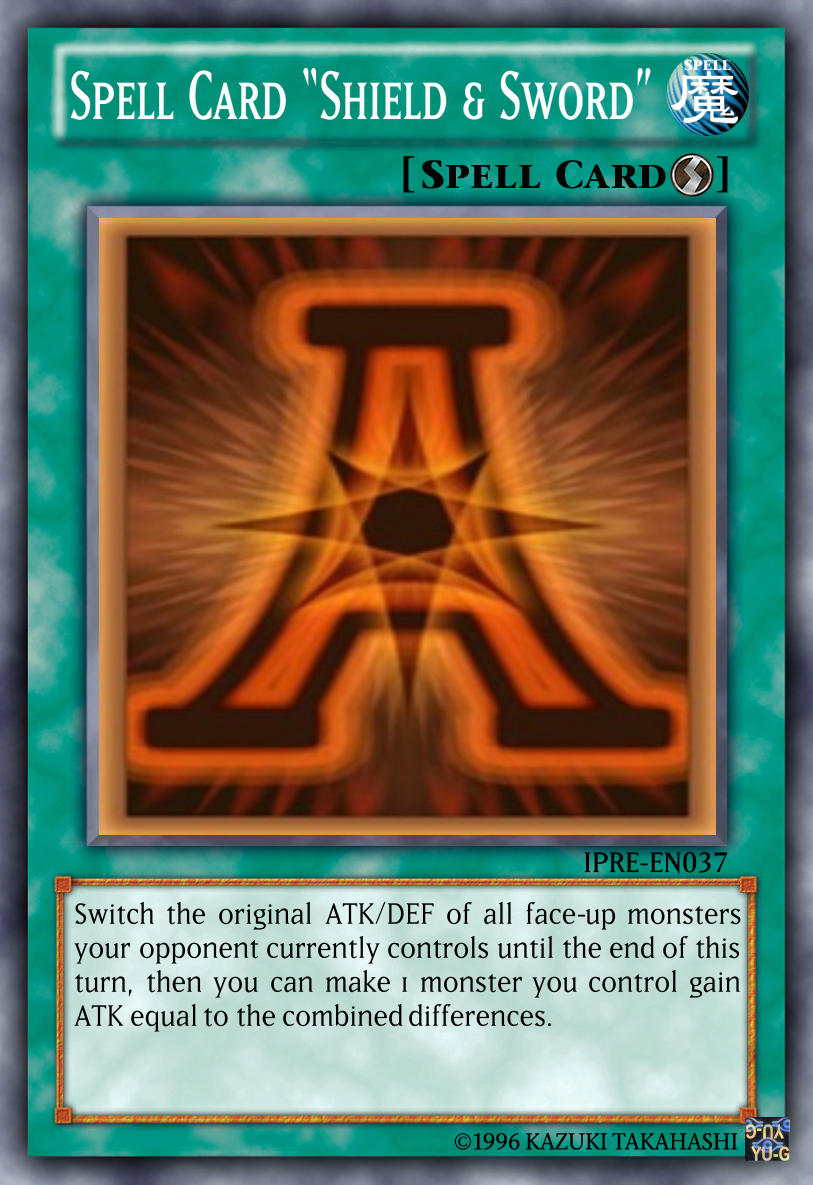 Spell Card "Shield & Sword"
SPELL
魔
[Spell Card]
A
IPRE-EN037
Switch the original ATK/DEF of all face-up monsters
your opponent currently controls until the end of this
turn, then you can make 1 monster you control gain
ATK equal to the combined differences.
©1996 KAZUKI TAKAHASHI
YU-G
YU-G